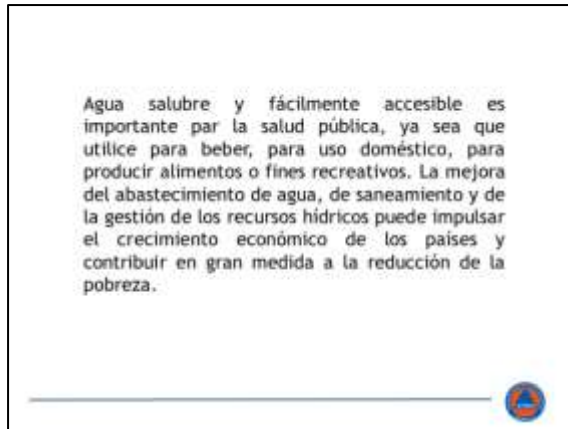 Agua salubre y fácilmente accesible es
importante par la salud pública, ya sea que
utilice para beber, para uso doméstico, para
producir alimentos o fines recreativos. La mejora
del abastecimiento de agua, de saneamiento y de
la gestión de los recursos hídricos puede impulsar
el crecimiento económico de los países y
contribuir en gran medida a la reducción de la
pobreza.